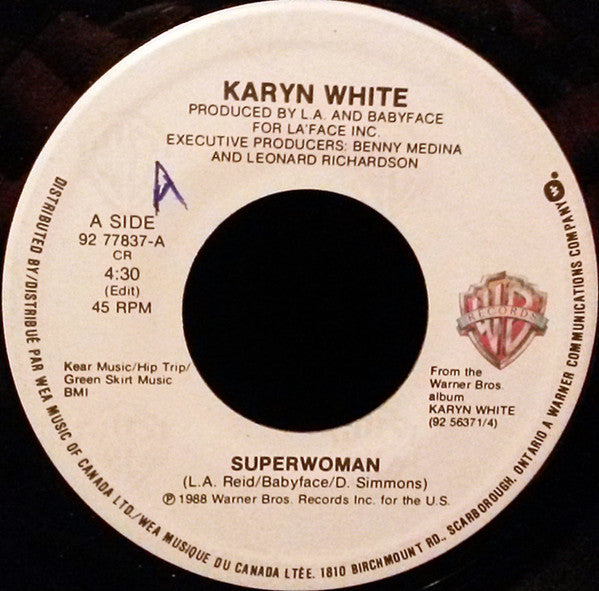 KARYN WHITE
PRODUCED BY L.A. AND BABYFACE
FOR LA'FACE INC.
EXECUTIVE PRODUCERS: BENNY MEDINA
AND LEONARD RICHARDSON
A
A SIDE
92 77837-A
CR
4:30
(Edit)
45 RPM
WB
RECORDS
Kear Music/Hip Trip/
Green Skirt Music
BMI
From the
Warner Bros.
album
KARYN WHITE
(92 56371/4)
SUPERWOMAN
(L.A. Reid/Babyface/D. Simmons)
Ⓟ 1988 Warner Bros. Records Inc. for the U.S.
DISTRIBUTED BY/DISTRIBUÉ PAR WEA MUSIC OF CANADA LTD./WEA MUSIQUE DU CANADA LTÉE. 1810 BIRCHMOUNT RD., SCARBOROUGH, ONTARIO A WARNER COMMUNICATIONS COMPANY